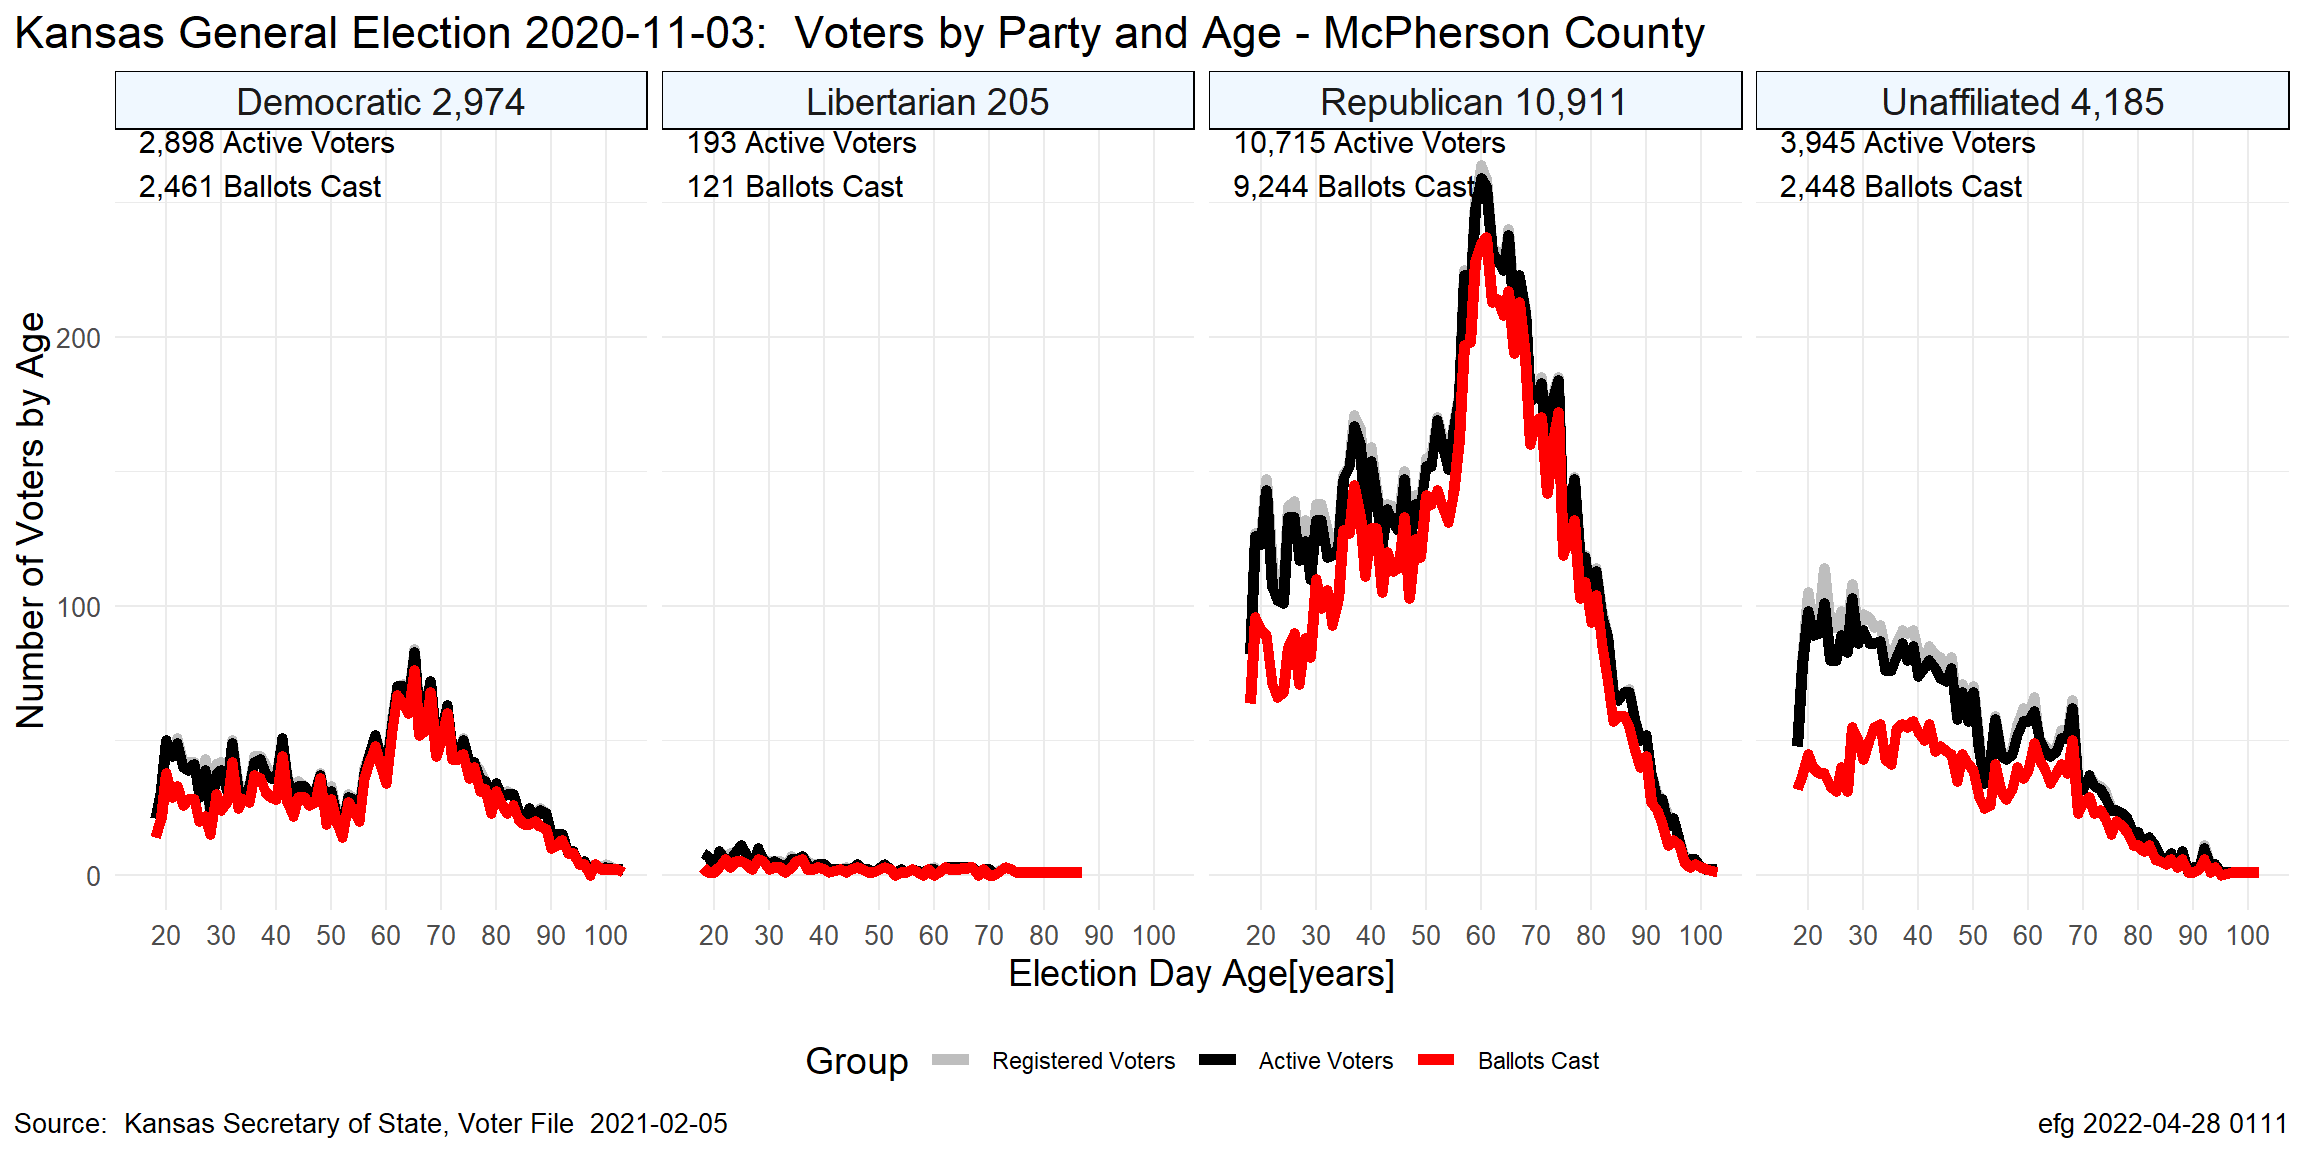 Kansas General Election 2020-11-03:  Voters by Party and Age - McPherson County
Democratic 2,974
Libertarian 205
Republican 10,911
Unaffiliated 4,185
2,898 Active Voters
2,461 Ballots Cast
193 Active Voters
121 Ballots Cast
10,715 Active Voters
9,244 Ballots Cast
3,945 Active Voters
2,448 Ballots Cast
Number of Voters by Age
200
100
0
20 30 40 50 60 70 80 90 100
20 30 40 50 60 70 80 90 100
20 30 40 50 60 70 80 90 100
20 30 40 50 60 70 80 90 100
Election Day Age[years]
Group Registered Voters Active Voters Ballots Cast
Source:  Kansas Secretary of State, Voter File  2021-02-05
efg 2022-04-28 0111